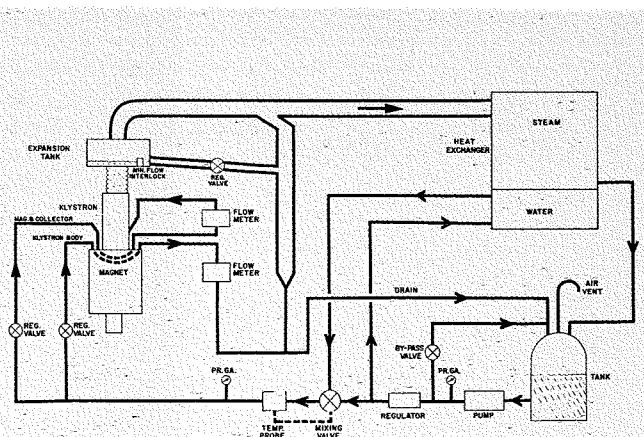 STEAM
EXPANSION
TANK
HEAT
EXCHANGER
MIN. FLOW
INTERLOCK
REG.
VALVE
KLYSTRON
MAG. & COLLECTOR
FLOW
METER
WATER
KLYSTRON BODY
MAGNET
FLOW
METER
AIR
VENT
DRAIN
REG.
VALVE
REG.
VALVE
BY-PASS
VALVE
PR. GA.
PR. GA.
TANK
REGULATOR
PUMP
TEMP.
PROBE
MIXING
VALVE